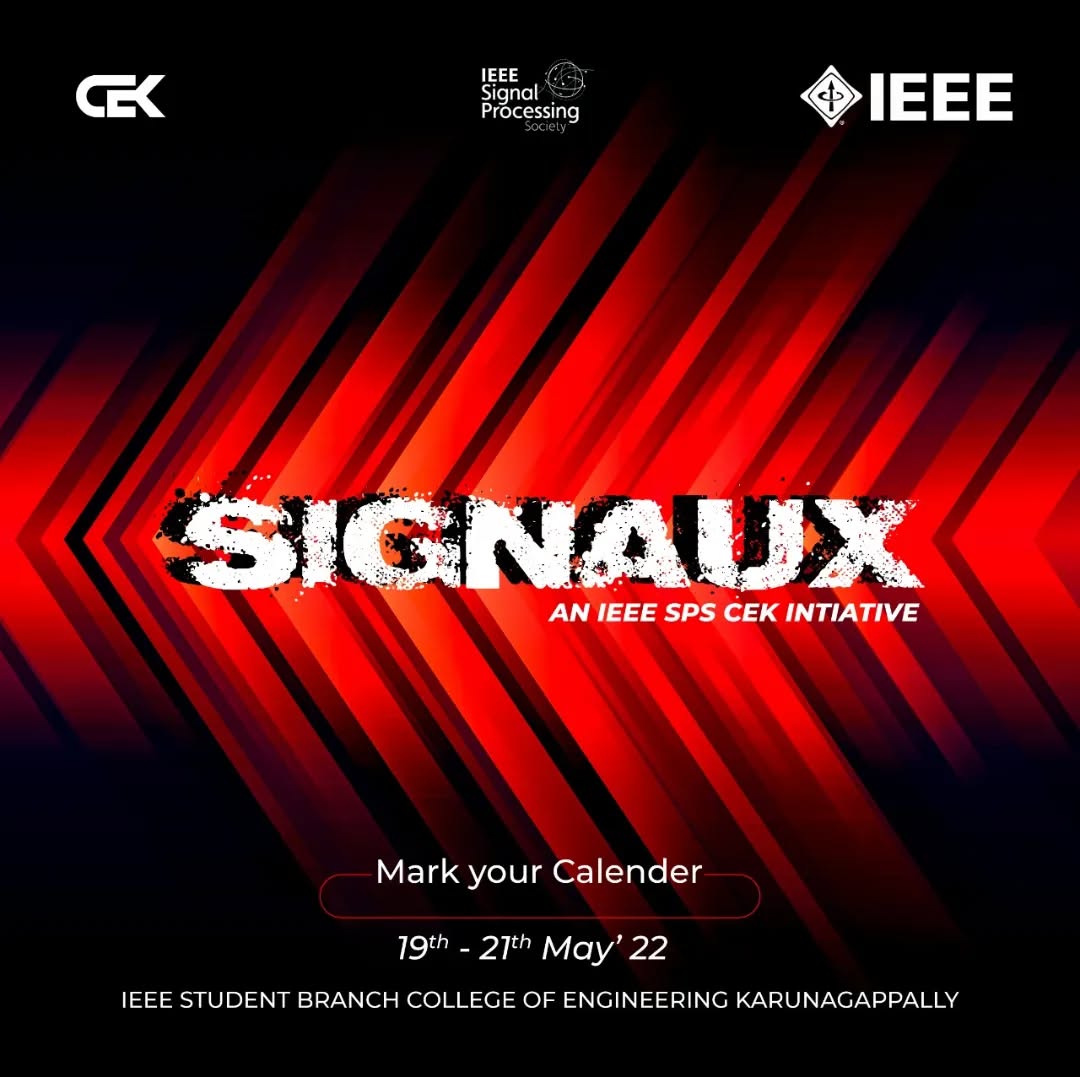 CEK
IEEE
Signal
Processing
Society
IEEE
SIGNAUX
AN IEEE SPS CEK INTIATIVE
Mark your Calender
19th - 21th May' 22
IEEE STUDENT BRANCH COLLEGE OF ENGINEERING KARUNAGAPPALLY